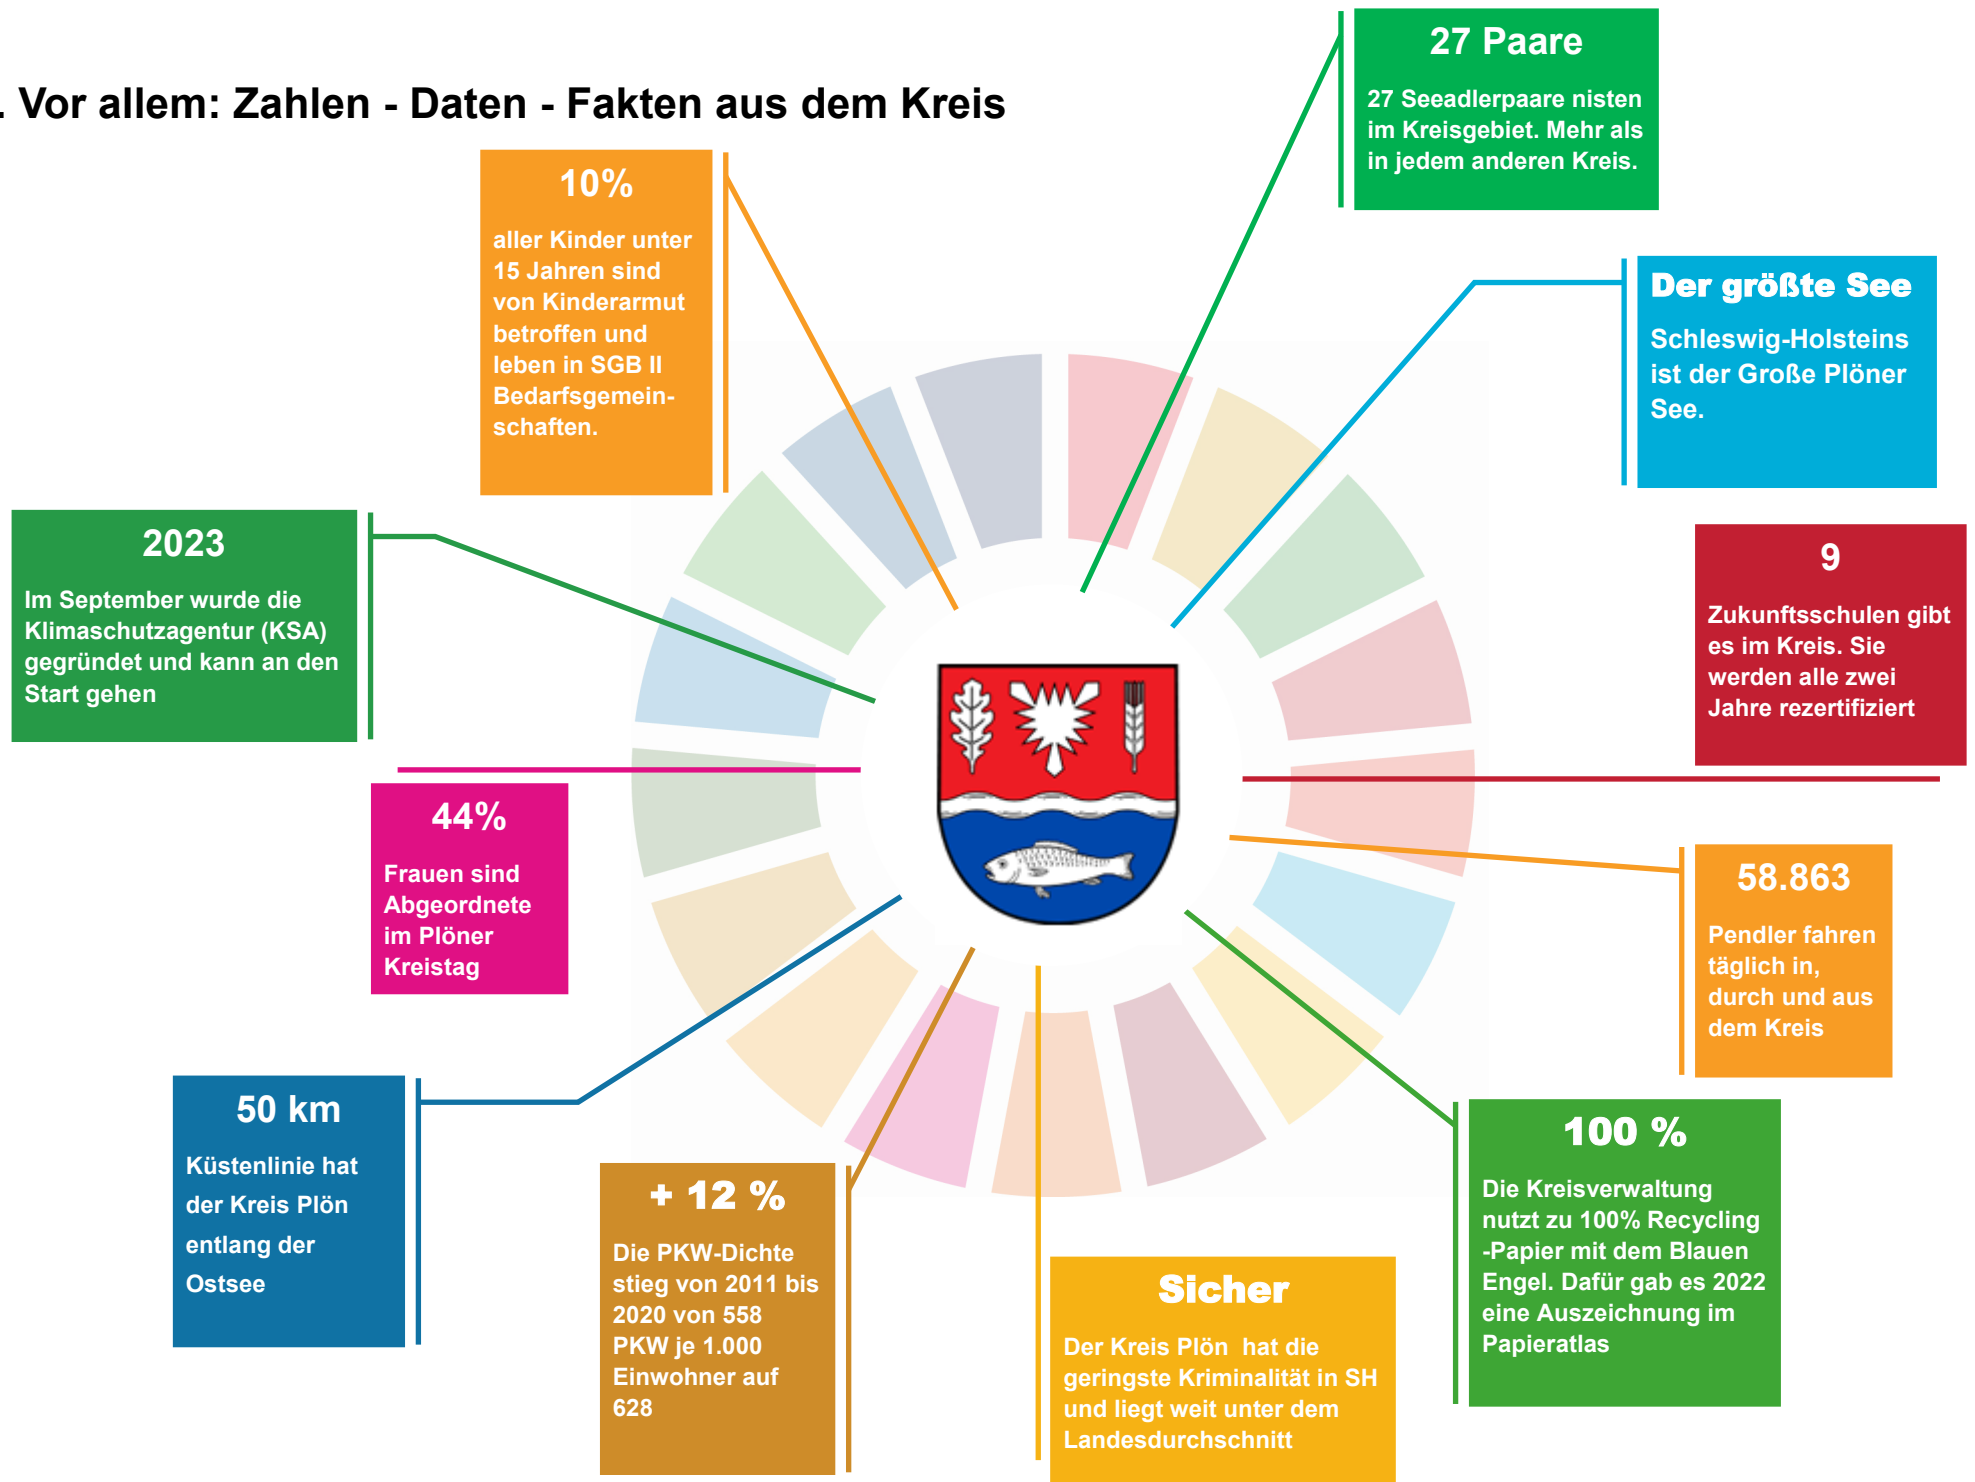 . Vor allem: Zahlen - Daten - Fakten aus dem Kreis
27 Paare
27 Seeadlerpaare nisten
im Kreisgebiet. Mehr als
in jedem anderen Kreis.
10%
aller Kinder unter
15 Jahren sind
von Kinderarmut
betroffen und
leben in SGB II
Bedarfsgemein-
schaften.
Der größte See
Schleswig-Holsteins
ist der Große Plöner
See.
2023
Im September wurde die
Klimaschutzagentur (KSA)
gegründet und kann an den
Start gehen
9
Zukunftsschulen gibt
es im Kreis. Sie
werden alle zwei
Jahre rezertifiziert
44%
Frauen sind
Abgeordnete
im Plöner
Kreistag
58.863
Pendler fahren
täglich in,
durch und aus
dem Kreis
50 km
Küstenlinie hat
der Kreis Plön
entlang der
Ostsee
+ 12 %
Die PKW-Dichte
stieg von 2011 bis
2020 von 558
PKW je 1.000
Einwohner auf
628
Sicher
Der Kreis Plön  hat die
geringste Kriminalität in SH
und liegt weit unter dem
Landesdurchschnitt
100 %
Die Kreisverwaltung
nutzt zu 100% Recycling
-Papier mit dem Blauen
Engel. Dafür gab es 2022
eine Auszeichnung im
Papieratlas